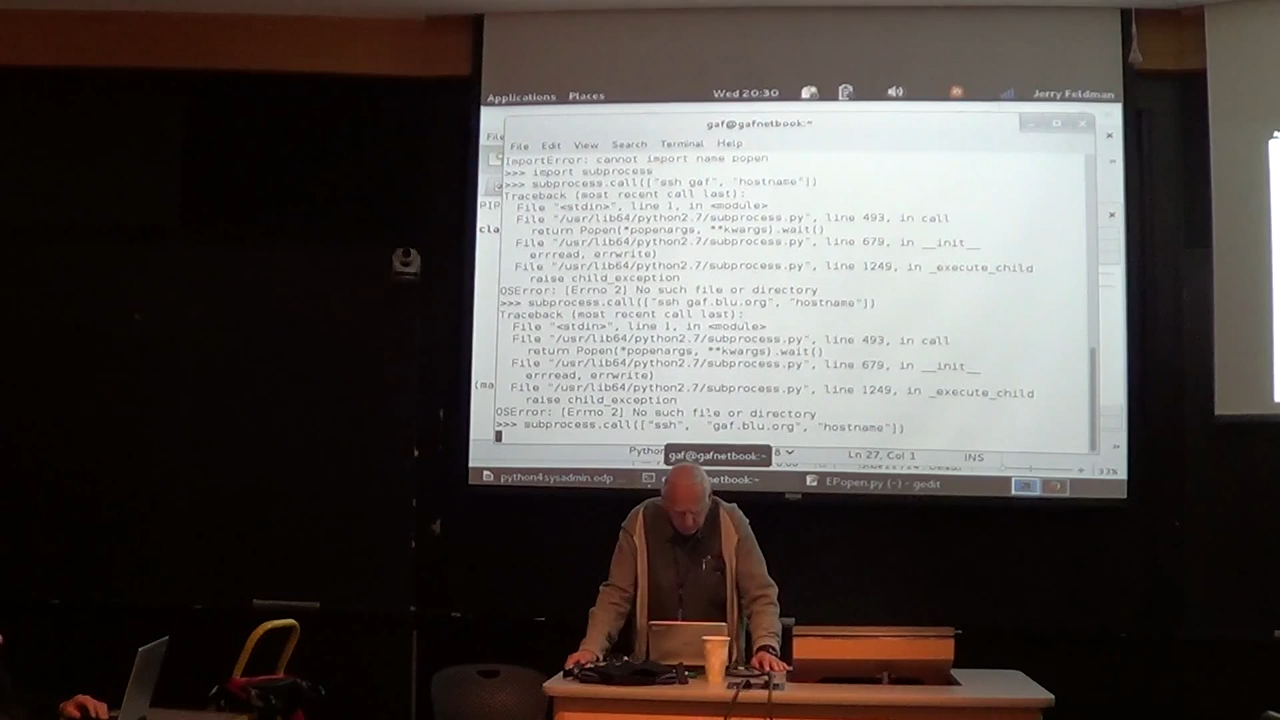 Applications Places Wed 20:30 Jerry Feldman
gaf@gafnetbook:~
File
File Edit View Search Terminal Help
ImportError: cannot import name popen
>>> import subprocess
>>> subprocess.call(["ssh gaf", "hostname"])
Traceback (most recent call last):
File "<stdin>", line 1, in <module>
File "/usr/lib64/python2.7/subprocess.py", line 493, in call
return Popen(*popenargs, **kwargs).wait()
File "/usr/lib64/python2.7/subprocess.py", line 679, in __init__
errread, errwrite)
File "/usr/lib64/python2.7/subprocess.py", line 1249, in _execute_child
raise child_exception
OSError: [Errno 2] No such file or directory
>>> subprocess.call(["ssh gaf.blu.org", "hostname"])
Traceback (most recent call last):
File "<stdin>", line 1, in <module>
File "/usr/lib64/python2.7/subprocess.py", line 493, in call
return Popen(*popenargs, **kwargs).wait()
File "/usr/lib64/python2.7/subprocess.py", line 679, in __init__
errread, errwrite)
File "/usr/lib64/python2.7/subprocess.py", line 1249, in _execute_child
raise child_exception
OSError: [Errno 2] No such file or directory
>>> subprocess.call(["ssh", "gaf.blu.org", "hostname"])
PIP
cla
(ma
Python 8 Ln 27, Col 1 INS
gaf@gafnetbook:~
33%
python4sysadmin.odp ... netbook:~ EPopen.py (~) - gedit